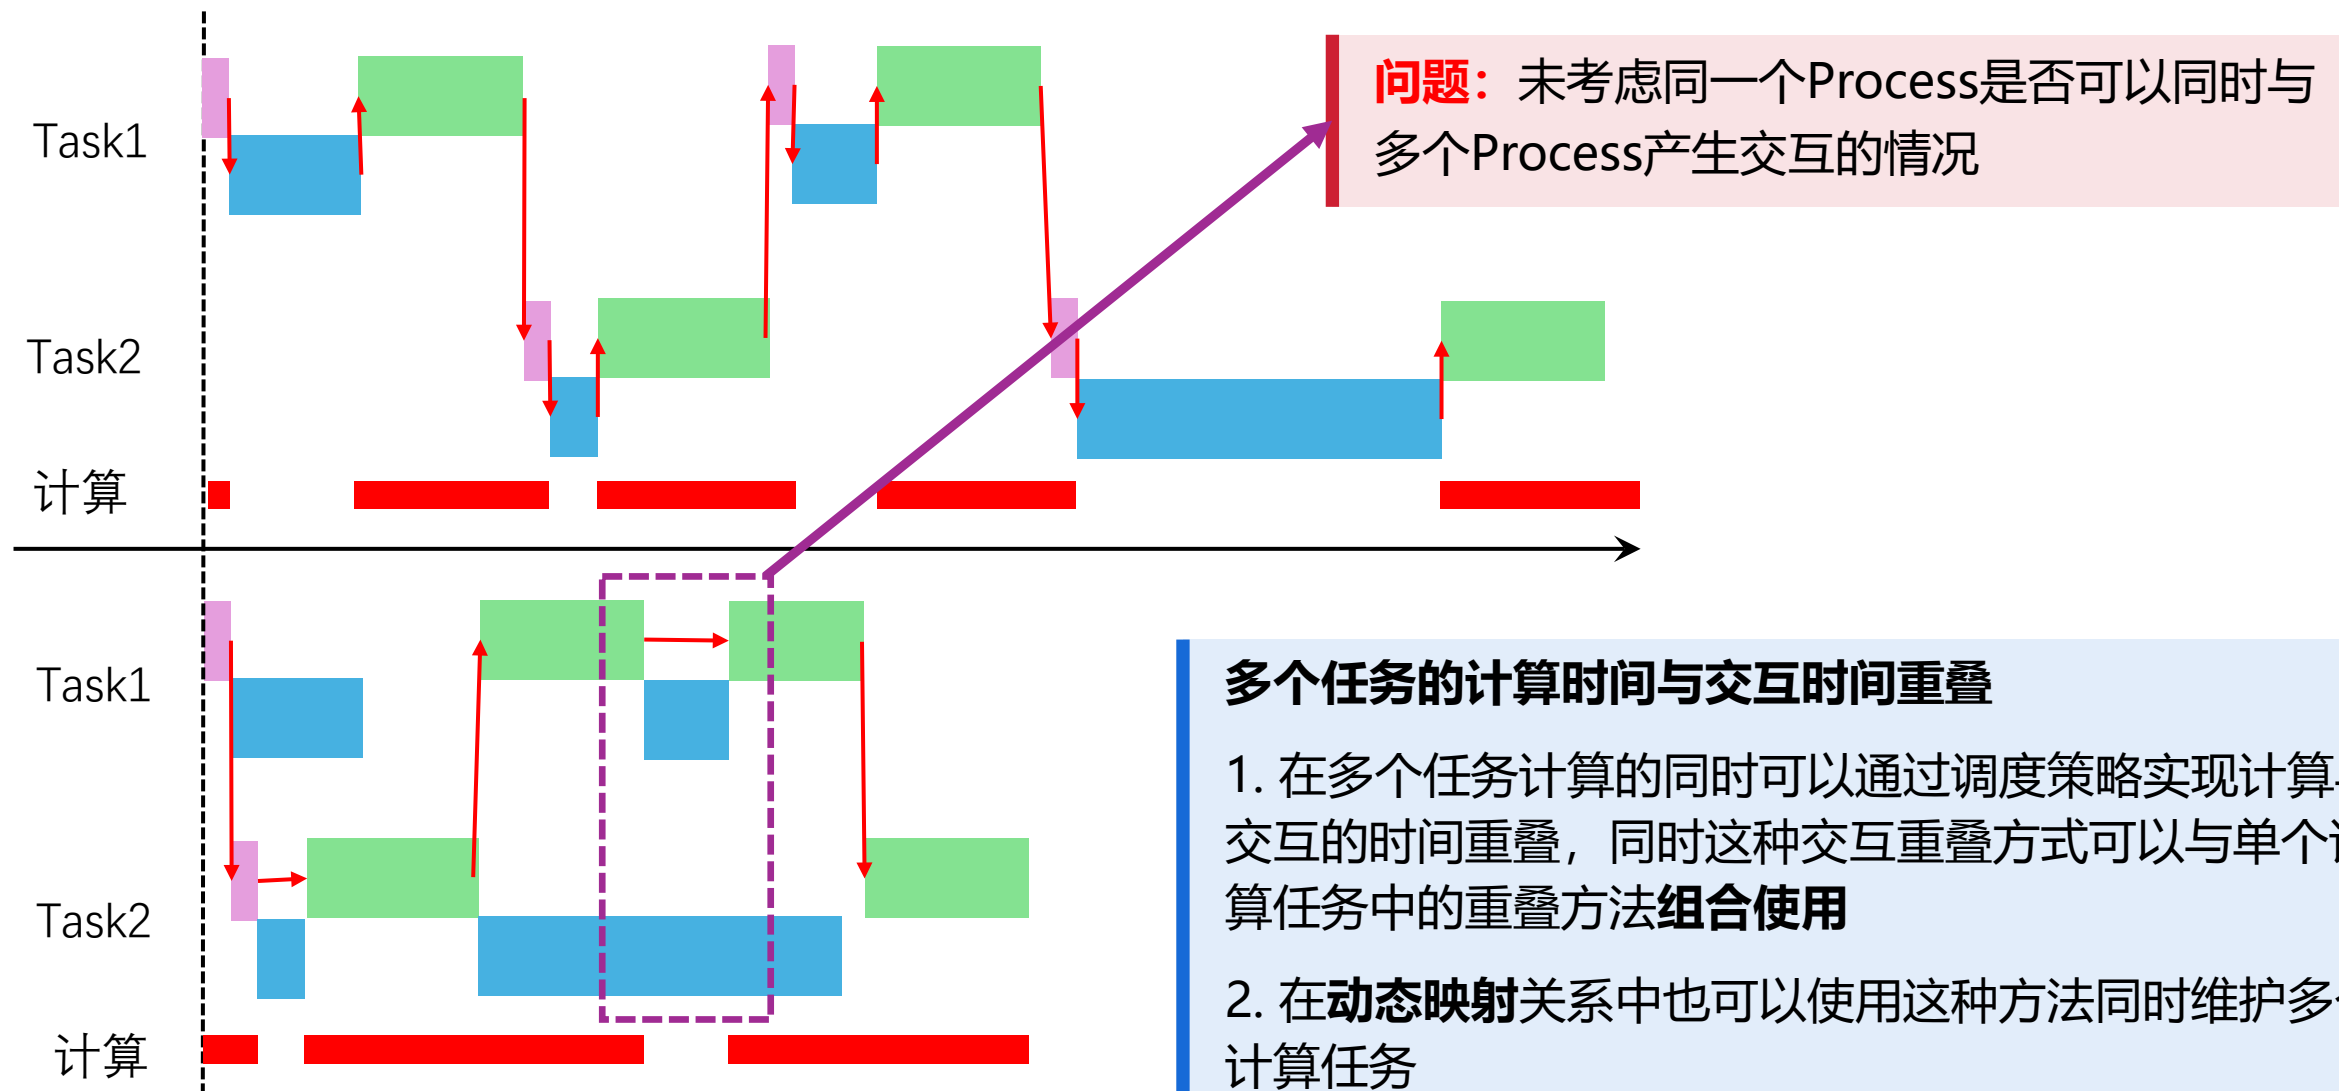 问题：未考虑同一个Process是否可以同时与
多个Process产生交互的情况
Task1
Task2
计算
Task1
Task2
计算
多个任务的计算时间与交互时间重叠
1. 在多个任务计算的同时可以通过调度策略实现计算
交互的时间重叠，同时这种交互重叠方式可以与单个
算任务中的重叠方法组合使用
2. 在动态映射关系中也可以使用这种方法同时维护多
计算任务